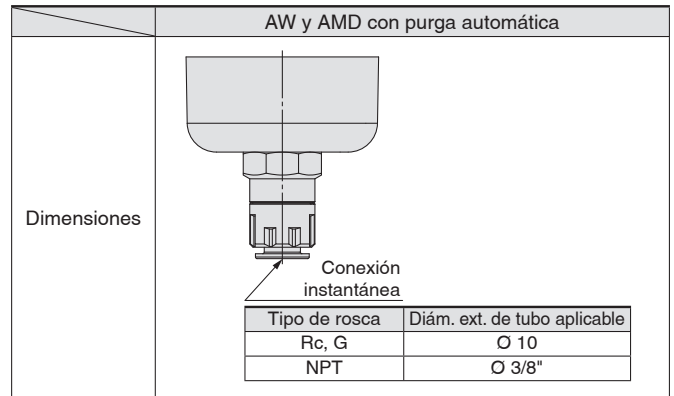 AW y AMD con purga automática
Dimensiones
Conexión
instantánea
Tipo de rosca Diám. ext. de tubo aplicable
Rc, G Ø 10
NPT Ø 3/8"